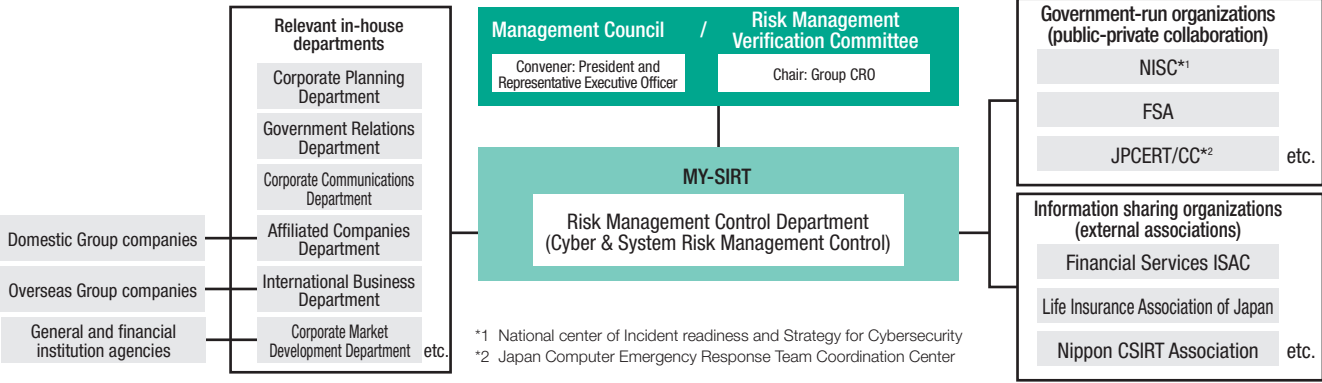 Domestic Group companies
Overseas Group companies
General and financial
institution agencies
Relevant in-house
departments
Corporate Planning
Department
Government Relations
Department
Corporate Communications
Department
Affiliated Companies
Department
International Business
Department
Corporate Market
Development Department
etc.
Management Council
/
Risk Management
Verification Committee
Convener: President and
Representative Executive Officer
Chair: Group CRO
MY-SIRT
Risk Management Control Department
(Cyber & System Risk Management Control)
*1 National center of Incident readiness and Strategy for Cybersecurity
*2 Japan Computer Emergency Response Team Coordination Center
Government-run organizations
(public-private collaboration)
NISC*1
FSA
JPCERT/CC*2
etc.
Information sharing organizations
(external associations)
Financial Services ISAC
Life Insurance Association of Japan
Nippon CSIRT Association
etc.